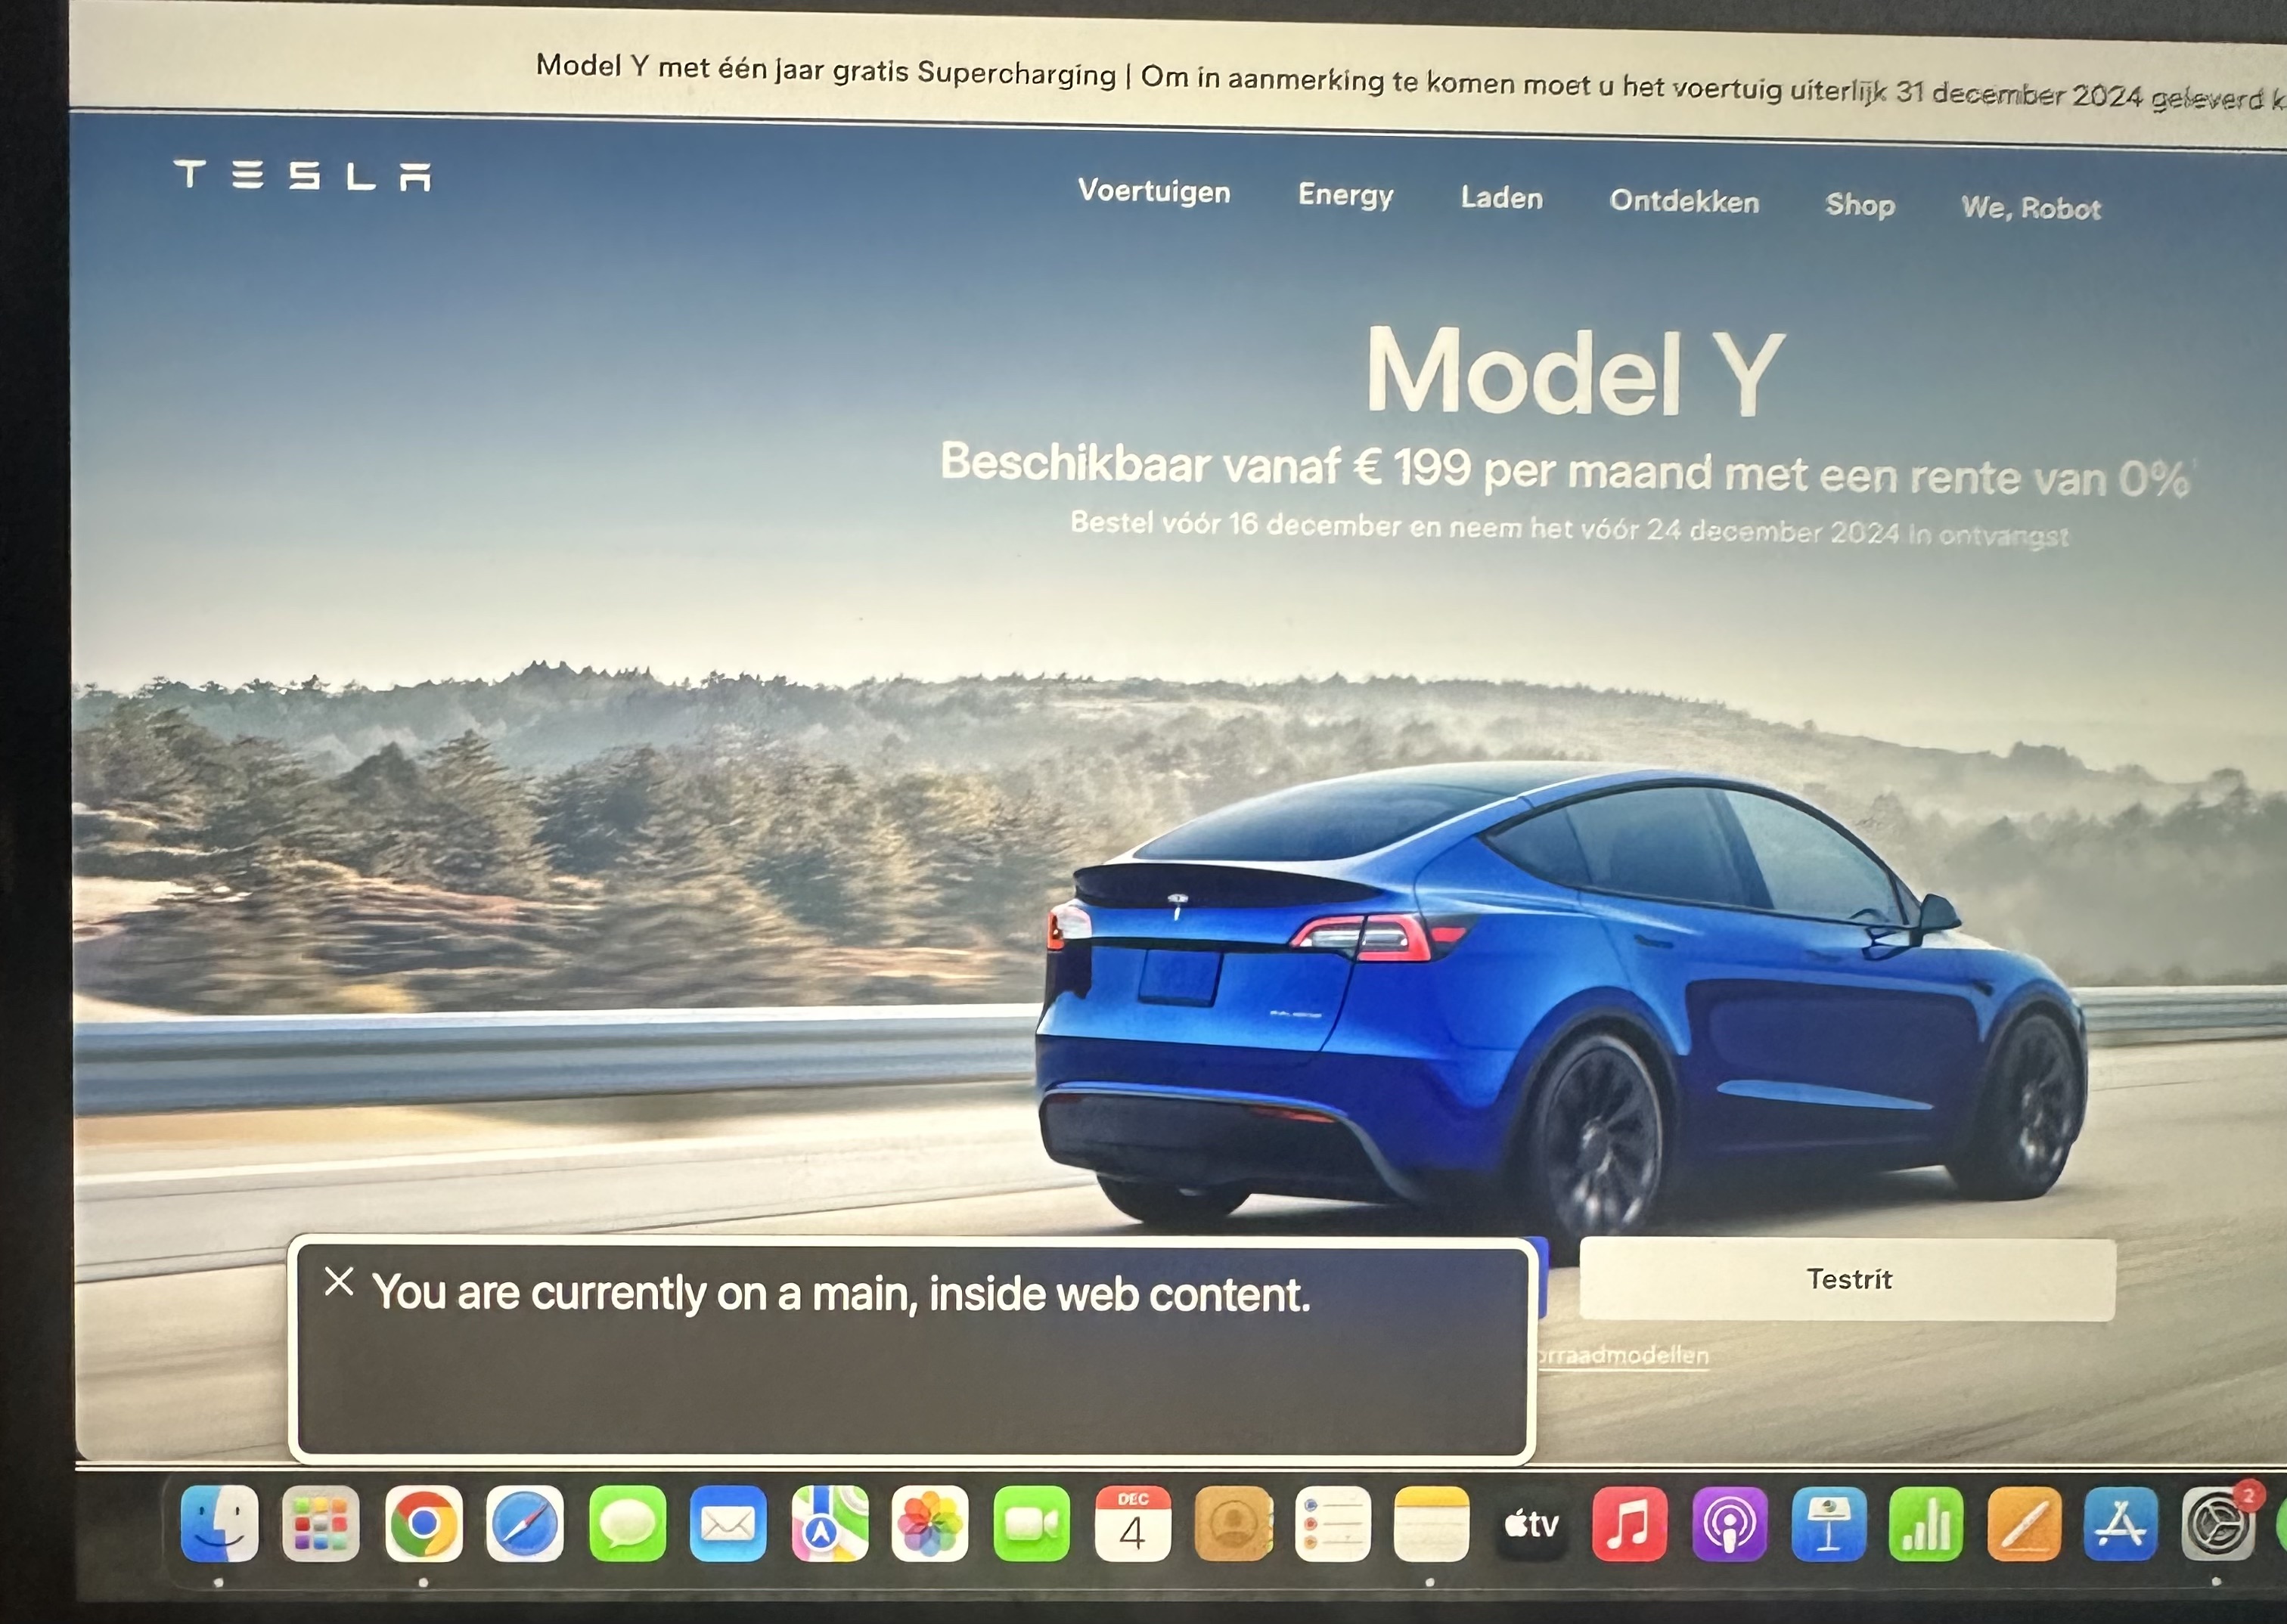 Model Y met één jaar gratis Supercharging | Om in aanmerking te komen moet u het voertuig uiterlijk 31 december 2024 geleverd k
TESLA
Voertuigen Energy Laden Ontdekken Shop We, Robot
Model Y
Beschikbaar vanaf € 199 per maand met een rente van 0%
Bestel vóór 16 december en neem het vóór 24 december 2024 in ontvangst
You are currently on a main, inside web content.
Testrit
orraadmodellen
DEC
4
tv
2